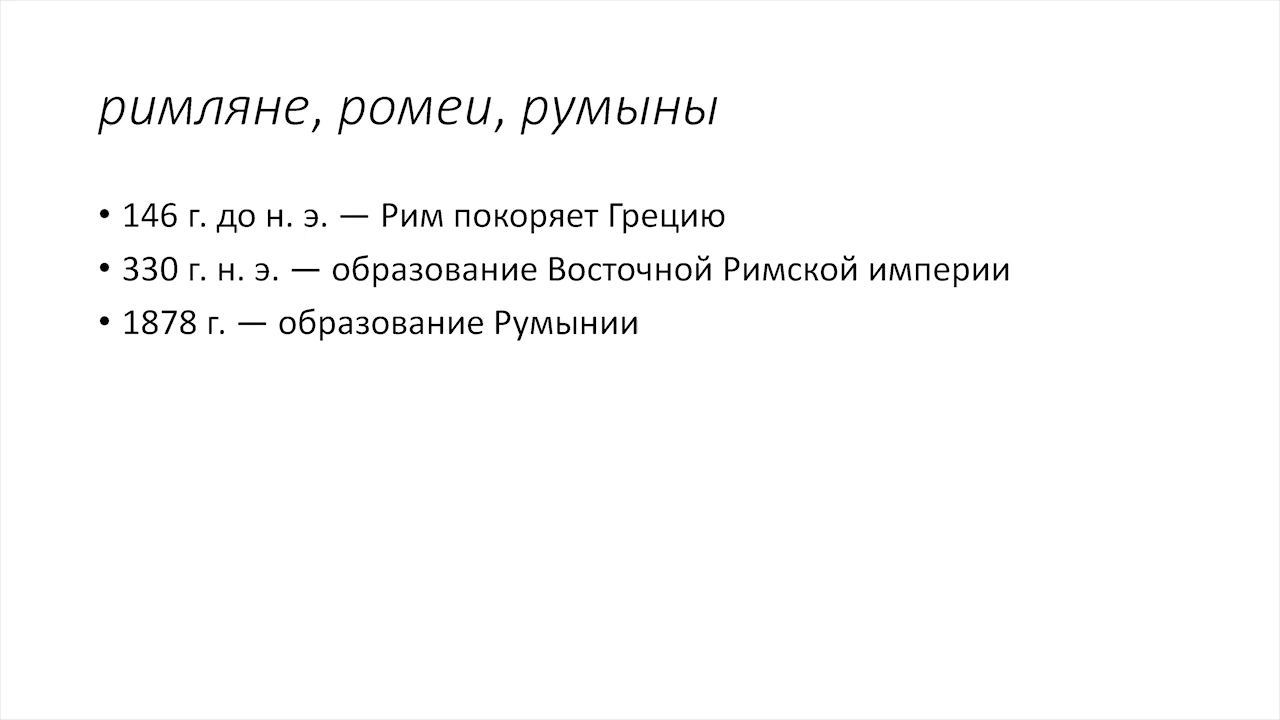 римляне, ромеи, румыны
• 146 г. до н. э. — Рим покоряет Грецию
• 330 г. н. э. — образование Восточной Римской империи
• 1878 г. — образование Румынии